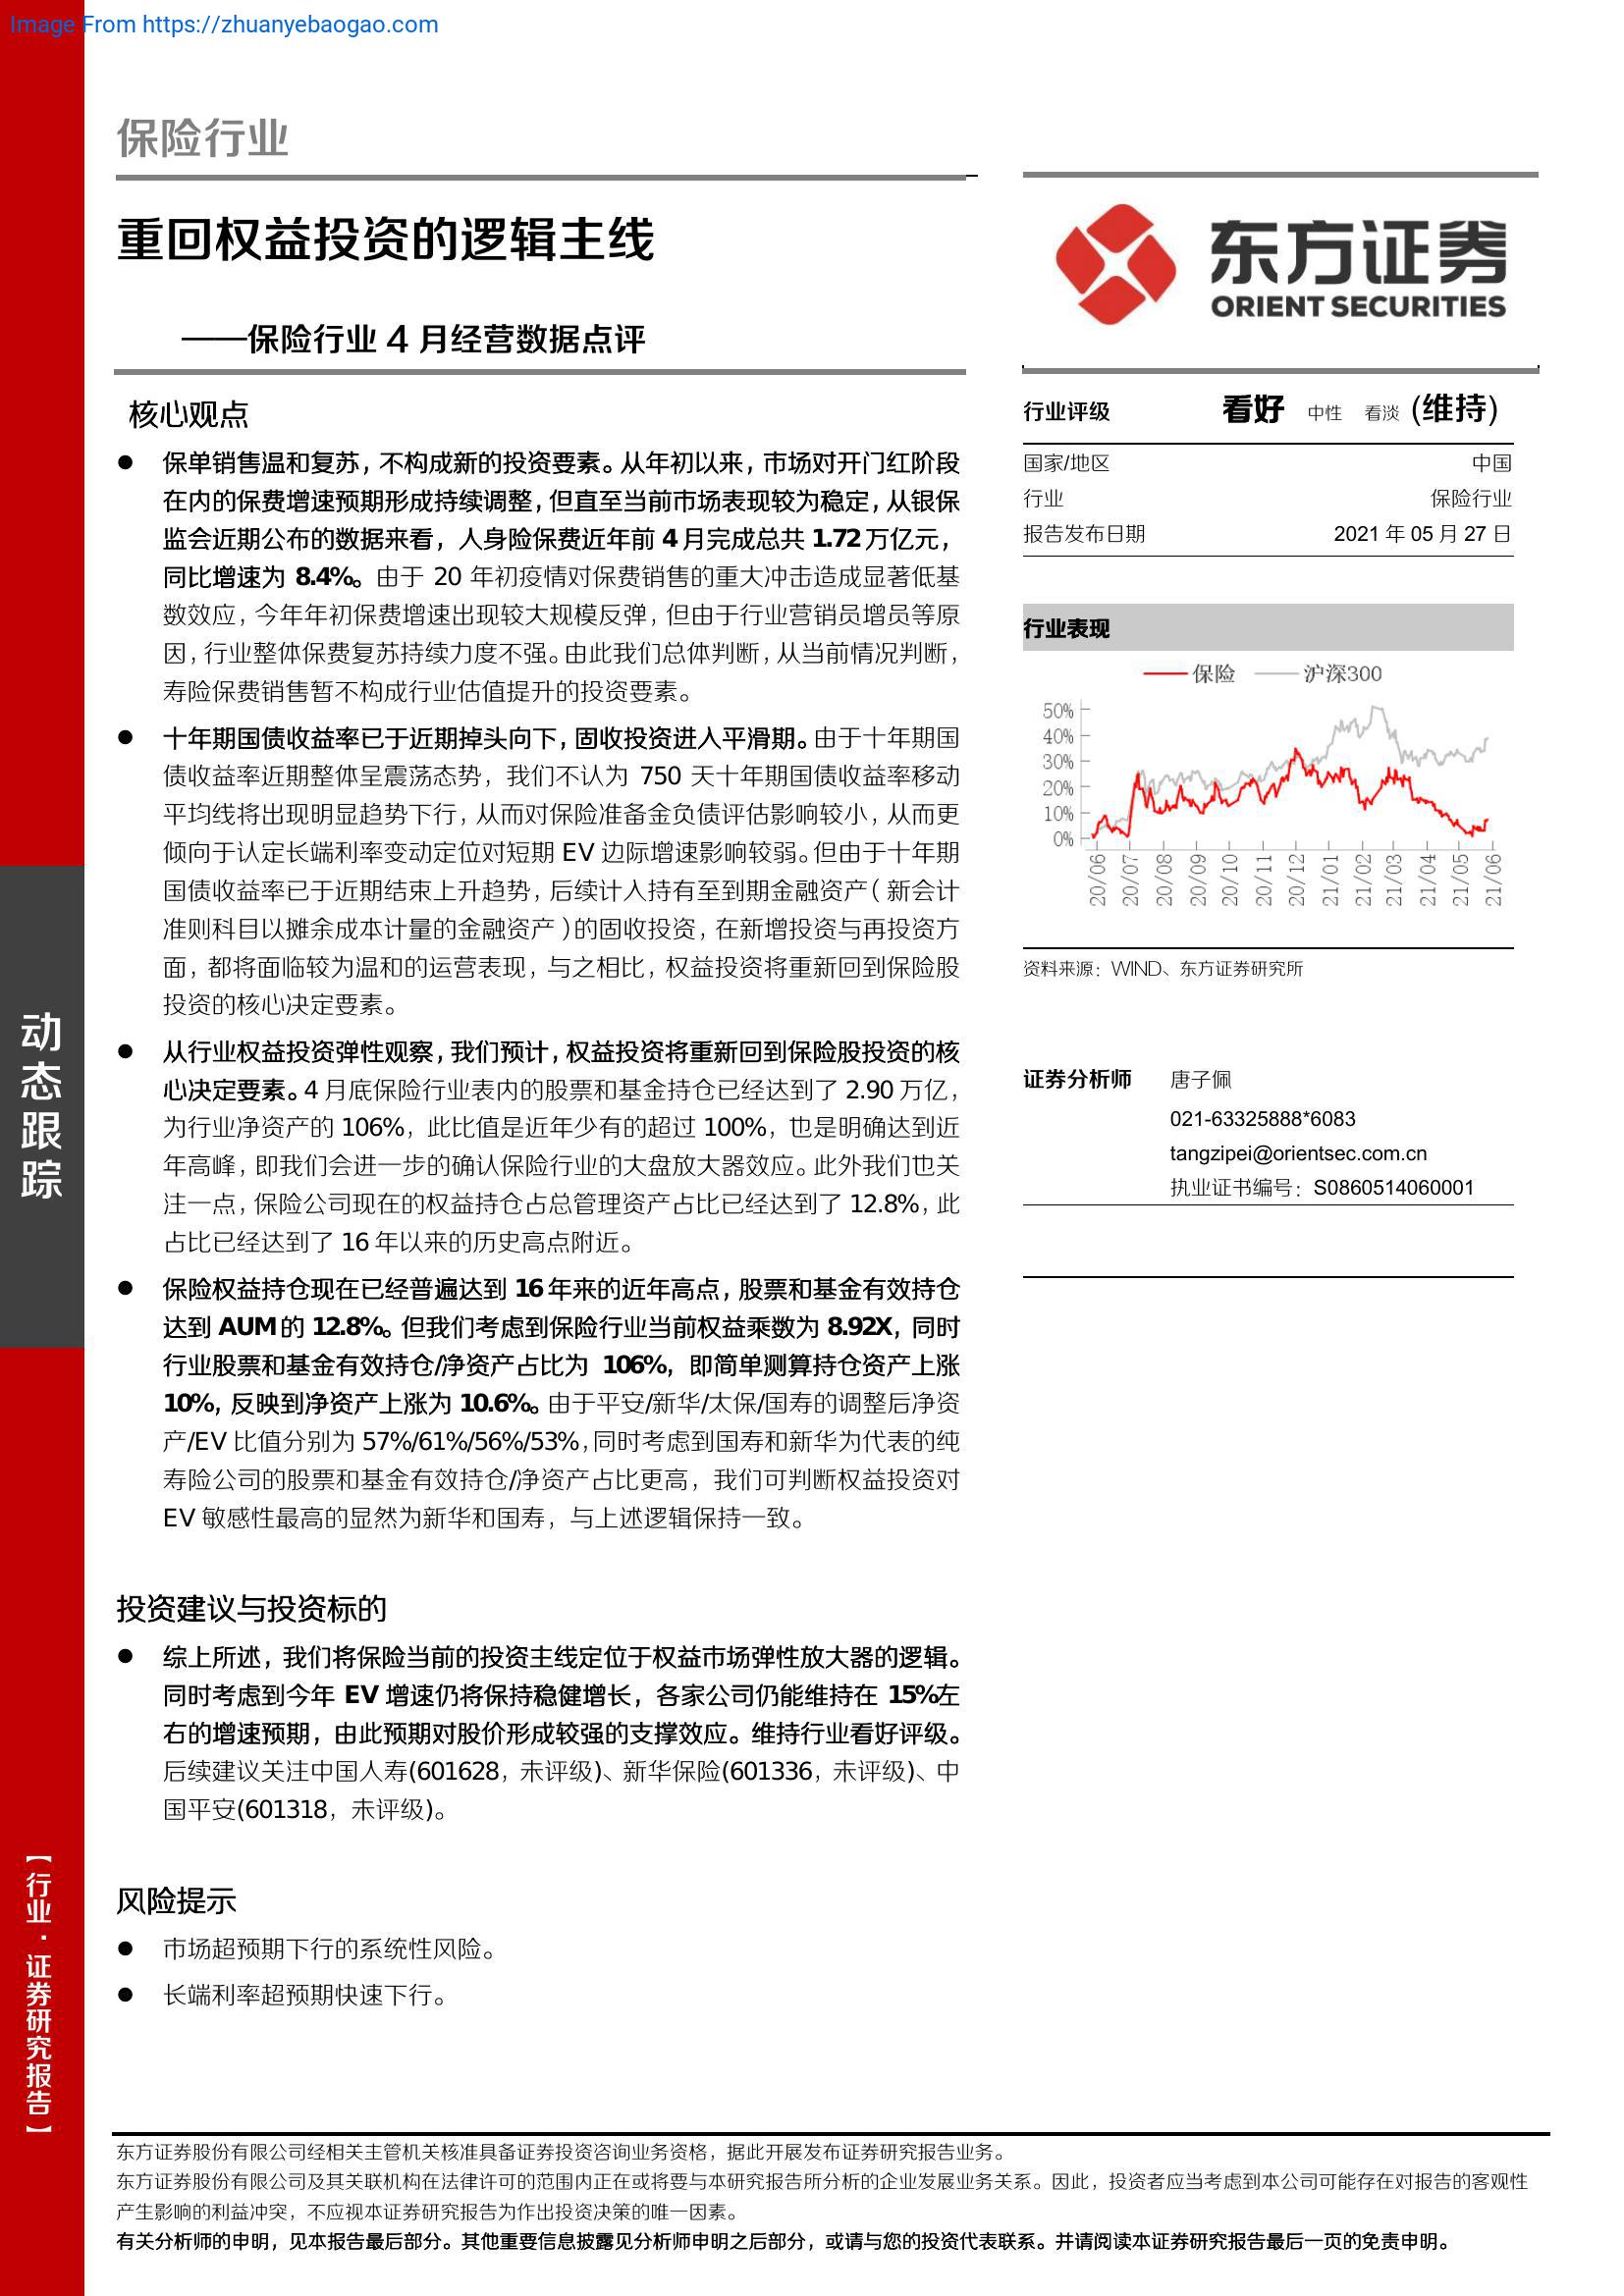 Image From https://zhuanyebaogao.com
保险行业
重回权益投资的逻辑主线
——保险行业 4 月经营数据点评
核心观点
● 保单销售温和复苏，不构成新的投资要素。从年初以来，市场对开门红阶段
在内的保费增速预期形成持续调整，但直至当前市场表现较为稳定，从银保
监会近期公布的数据来看，人身险保费近年前 4 月完成总共 1.72 万亿元，
同比增速为 8.4%。由于 20 年初疫情对保费销售的重大冲击造成显著低基
数效应，今年年初保费增速出现较大规模反弹，但由于行业营销员增员等原
因，行业整体保费复苏持续力度不强。由此我们总体判断，从当前情况判断，
寿险保费销售暂不构成行业估值提升的投资要素。
● 十年期国债收益率已于近期掉头向下，固收投资进入平滑期。由于十年期国
债收益率近期整体呈震荡态势，我们不认为 750 天十年期国债收益率移动
平均线将出现明显趋势下行，从而对保险准备金负债评估影响较小，从而更
倾向于认定长端利率变动定位对短期 EV 边际增速影响较弱。但由于十年期
国债收益率已于近期结束上升趋势，后续计入持有至到期金融资产（新会计
准则科目以摊余成本计量的金融资产）的固收投资，在新增投资与再投资方
面，都将面临较为温和的运营表现，与之相比，权益投资将重新回到保险股
投资的核心决定要素。
● 从行业权益投资弹性观察，我们预计，权益投资将重新回到保险股投资的核
心决定要素。4 月底保险行业表内的股票和基金持仓已经达到了 2.90 万亿，
为行业净资产的 106%，此比值是近年少有的超过 100%，也是明确达到近
年高峰，即我们会进一步的确认保险行业的大盘放大器效应。此外我们也关
注一点，保险公司现在的权益持仓占总管理资产占比已经达到了 12.8%，此
占比已经达到了 16 年以来的历史高点附近。
● 保险权益持仓现在已经普遍达到 16 年来的近年高点，股票和基金有效持仓
达到 AUM 的 12.8%。但我们考虑到保险行业当前权益乘数为 8.92X，同时
行业股票和基金有效持仓/净资产占比为 106%，即简单测算持仓资产上涨
10%，反映到净资产上涨为 10.6%。由于平安/新华/太保/国寿的调整后净资
产/EV 比值分别为 57%/61%/56%/53%，同时考虑到国寿和新华为代表的纯
寿险公司的股票和基金有效持仓/净资产占比更高，我们可判断权益投资对
EV 敏感性最高的显然为新华和国寿，与上述逻辑保持一致。
投资建议与投资标的
● 综上所述，我们将保险当前的投资主线定位于权益市场弹性放大器的逻辑。
同时考虑到今年 EV 增速仍将保持稳健增长，各家公司仍能维持在 15%左
右的增速预期，由此预期对股价形成较强的支撑效应。维持行业看好评级。
后续建议关注中国人寿(601628，未评级)、新华保险(601336，未评级)、中
国平安(601318，未评级)。
风险提示
● 市场超预期下行的系统性风险。
● 长端利率超预期快速下行。
东方证券
ORIENT SECURITIES
行业评级 看好 中性 看淡 (维持)
国家/地区 中国
行业 保险行业
报告发布日期 2021 年 05 月 27 日
行业表现
保险 沪深300
50%
40%
30%
20%
10%
0%
20/06 20/07 20/08 20/09 20/10 20/11 20/12 21/01 21/02 21/03 21/04 21/05 21/06
资料来源：WIND、东方证券研究所
证券分析师 唐子佩
021-63325888*6083
tangzipei@orientsec.com.cn
执业证书编号：S0860514060001
动态跟踪
【行业·证券研究报告】
东方证券股份有限公司经相关主管机关核准具备证券投资咨询业务资格，据此开展发布证券研究报告业务。
东方证券股份有限公司及其关联机构在法律许可的范围内正在或将要与本研究报告所分析的企业发展业务关系。因此，投资者应当考虑到本公司可能存在对报告的客观性
产生影响的利益冲突，不应视本证券研究报告为作出投资决策的唯一因素。
有关分析师的申明，见本报告最后部分。其他重要信息披露见分析师申明之后部分，或请与您的投资代表联系。并请阅读本证券研究报告最后一页的免责申明。